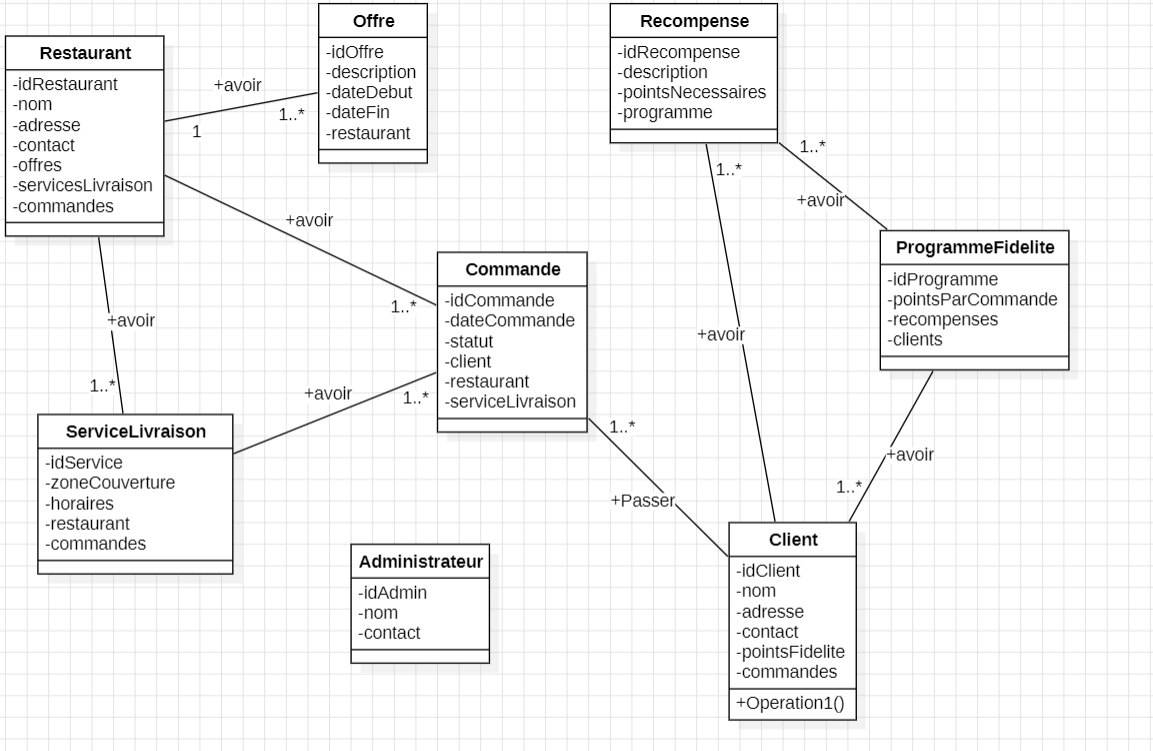 Restaurant
-idRestaurant
-nom
-adresse
-contact
-offres
-servicesLivraison
-commandes
+avoir
1
1..*
Offre
-idOffre
-description
-dateDebut
-dateFin
-restaurant
Recompense
-idRecompense
-description
-pointsNecessaires
-programme
1..*
1..*
+avoir
ProgrammeFidelite
-idProgramme
-pointsParCommande
-recompenses
-clients
+avoir
1..*
Commande
-idCommande
-dateCommande
-statut
-client
-restaurant
-serviceLivraison
+avoir
1..*
+avoir
1..*
ServiceLivraison
-idService
-zoneCouverture
-horaires
-restaurant
-commandes
+avoir
+avoir
1..*
1..*
+Passer
Administrateur
-idAdmin
-nom
-contact
Client
-idClient
-nom
-adresse
-contact
-pointsFidelite
-commandes
+Operation1()